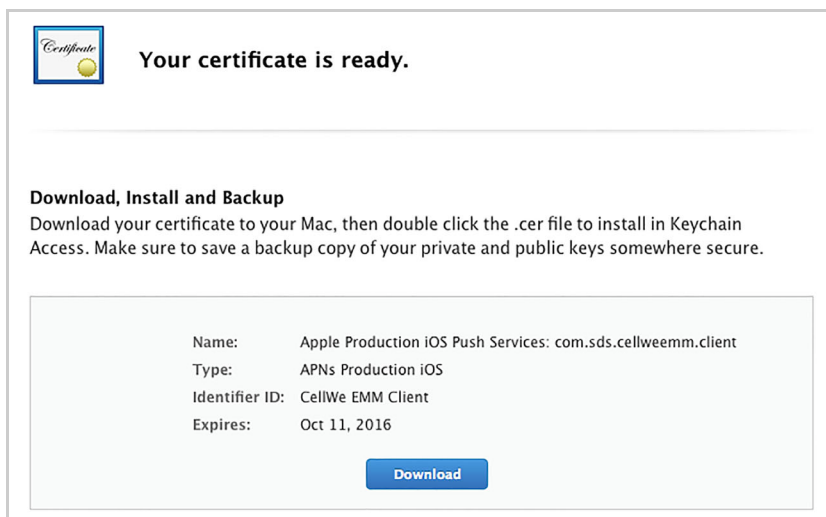 Certificate
Your certificate is ready.
Download, Install and Backup
Download your certificate to your Mac, then double click the .cer file to install in Keychain
Access. Make sure to save a backup copy of your private and public keys somewhere secure.
Name: Apple Production iOS Push Services: com.sds.cellweemm.client
Type: APNs Production iOS
Identifier ID: CellWe EMM Client
Expires: Oct 11, 2016
Download